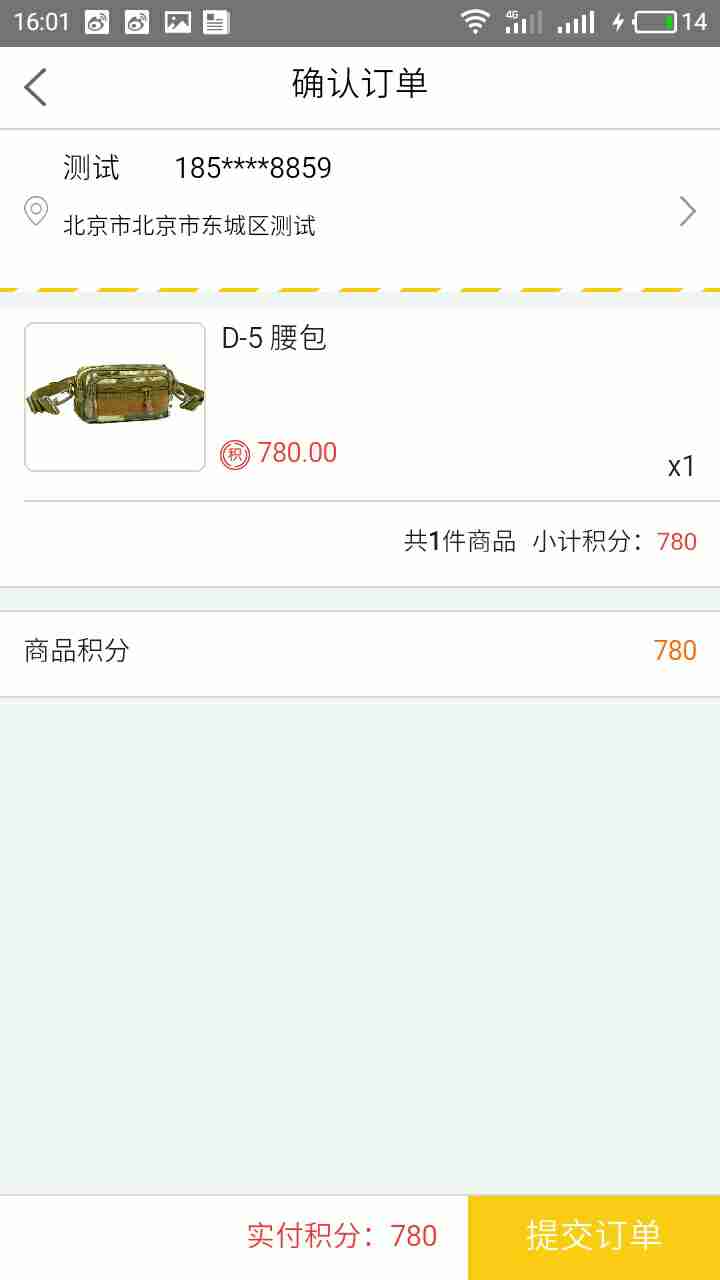 16:01 4G 14
确认订单
测试 185****8859
北京市北京市东城区测试
D-5 腰包
积 780.00
x1
共1件商品 小计积分：780
商品积分 780
实付积分：780 提交订单